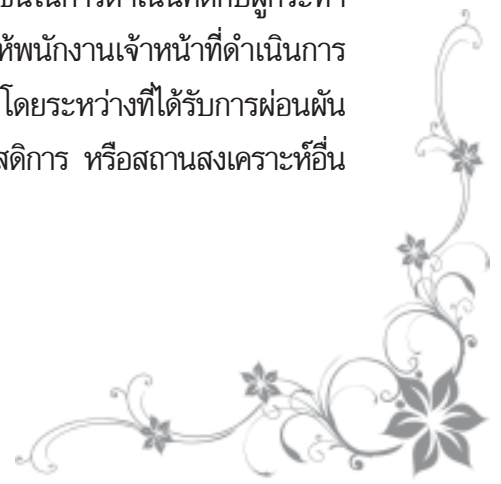 ในการดำเนินคดีกับผู้กระทำ
ให้พนักงานเจ้าหน้าที่ดำเนินการ
โดยระหว่างที่ได้รับการผ่อนผัน
สดิการ หรือสถานสงเคราะห์อื่น